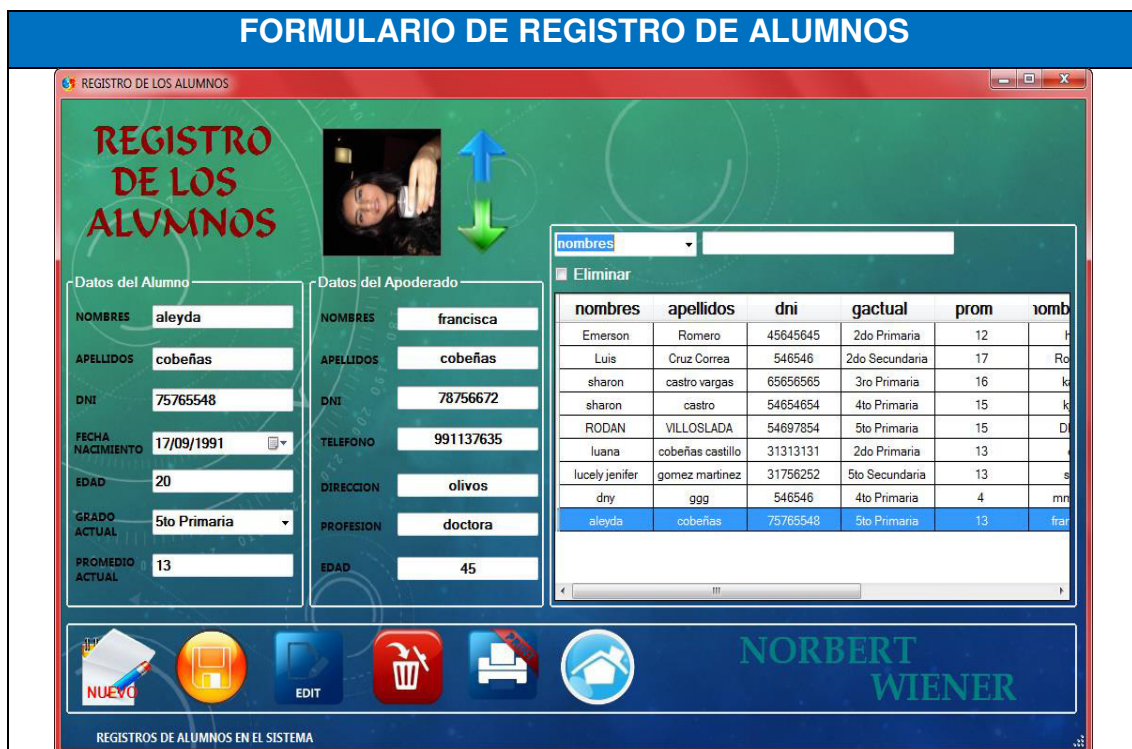 FORMULARIO DE REGISTRO DE ALUMNOS
REGISTRO DE LOS ALUMNOS
REGISTRO
DE LOS
ALUMNOS
Datos del Alumno
NOMBRES aleyda
APELLIDOS cobeñas
DNI 75765548
FECHA
NACIMIENTO 17/09/1991
EDAD 20
GRADO
ACTUAL 5to Primaria
PROMEDIO
ACTUAL 13
Datos del Apoderado
NOMBRES francisca
APELLIDOS cobeñas
DNI 78756672
TELEFONO 991137635
DIRECCION olivos
PROFESION doctora
EDAD 45
nombres
Eliminar
nombres apellidos dni gactual prom nomb
Emerson Romero 45645645 2do Primaria 12 h
Luis Cruz Correa 546546 2do Secundaria 17 Ro
sharon castro vargas 65656565 3ro Primaria 16 ka
sharon castro 54654654 4to Primaria 15
RODAN VILLOSLADA 54697854 5to Primaria 15
luana cobeñas castillo 31313131 2do Primaria 13
lucely jenifer gomez martinez 31756252 5to Secundaria 13 s
dny ggg 546546 4to Primaria 4 mm
aleyda cobeñas 75765548 5to Primaria 13 fran
NUEVO
EDIT
NORBERT
WIENER
REGISTROS DE ALUMNOS EN EL SISTEMA